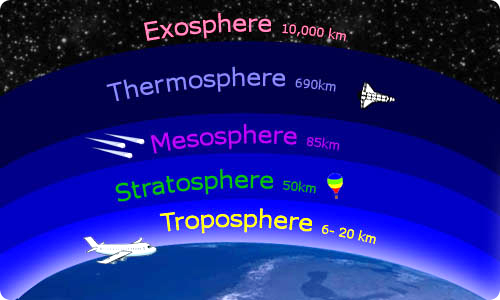 Exosphere 10,000 km
Thermosphere 690km
Mesosphere 85km
Stratosphere 50km
Troposphere 6- 20 km